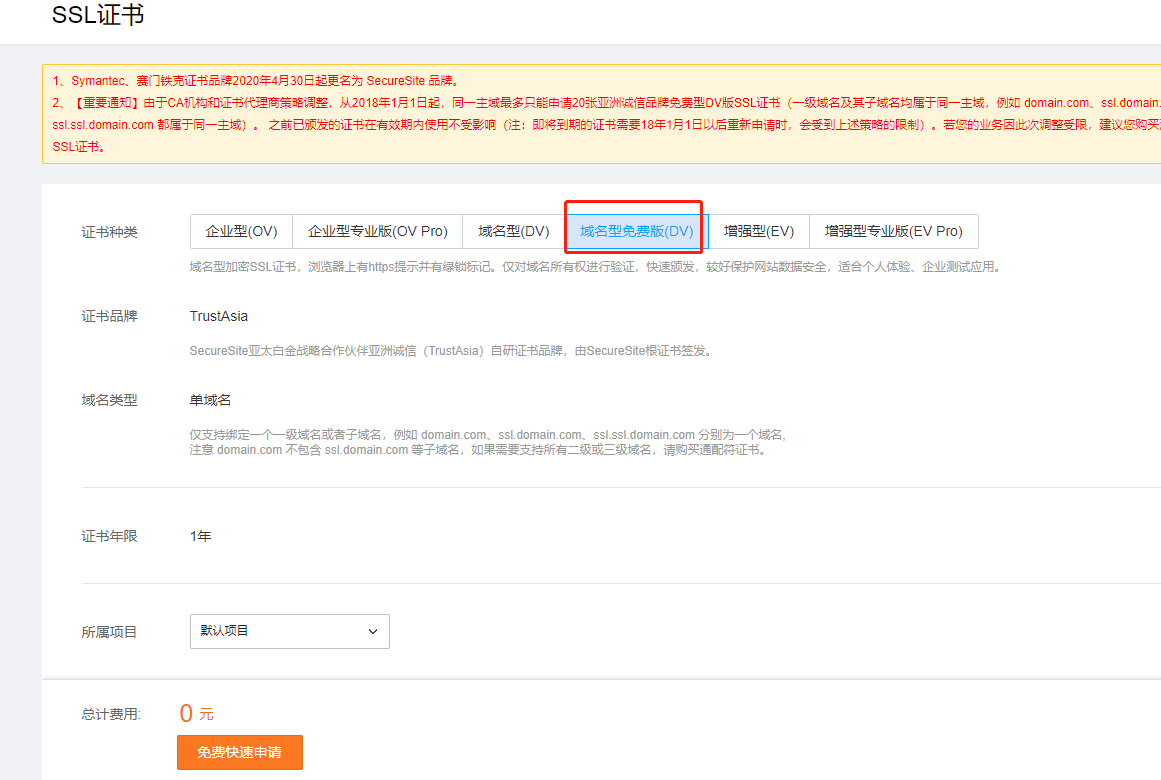 SSL证书
1、Symantec、赛门铁克证书品牌2020年4月30日起更名为 SecureSite 品牌。
2、【重要通知】由于CA机构和证书代理商策略调整，从2018年1月1日起，同一主域最多只能申请20张亚洲诚信品牌免费型DV版SSL证书（一级域名及其子域名均属于同一主域，例如 domain.com、ssl.domain.
ssl.ssl.domain.com 都属于同一主域）。 之前已颁发的证书在有效期内使用不受影响（注：即将到期的证书需要18年1月1日以后重新申请时，会受到上述策略的限制）。若您的业务因此次调整受限，建议您购买
SSL证书。
证书种类 企业型(OV) 企业型专业版(OV Pro) 域名型(DV) 域名型免费版(DV) 增强型(EV) 增强型专业版(EV Pro)
域名型加密SSL证书，浏览器上有https提示并有绿锁标记。仅对域名所有权进行验证，快速颁发，较好保护网站数据安全，适合个人体验、企业测试应用。
证书品牌 TrustAsia
SecureSite亚太白金战略合作伙伴亚洲诚信（TrustAsia）自研证书品牌，由SecureSite根证书签发。
域名类型 单域名
仅支持绑定一个一级域名或者子域名，例如 domain.com、ssl.domain.com、ssl.ssl.domain.com 分别为一个域名,
注意 domain.com 不包含 ssl.domain.com 等子域名，如果需要支持所有二级或三级域名，请购买通配符证书。
证书年限 1年
所属项目 默认项目
总计费用: 0 元
免费快速申请